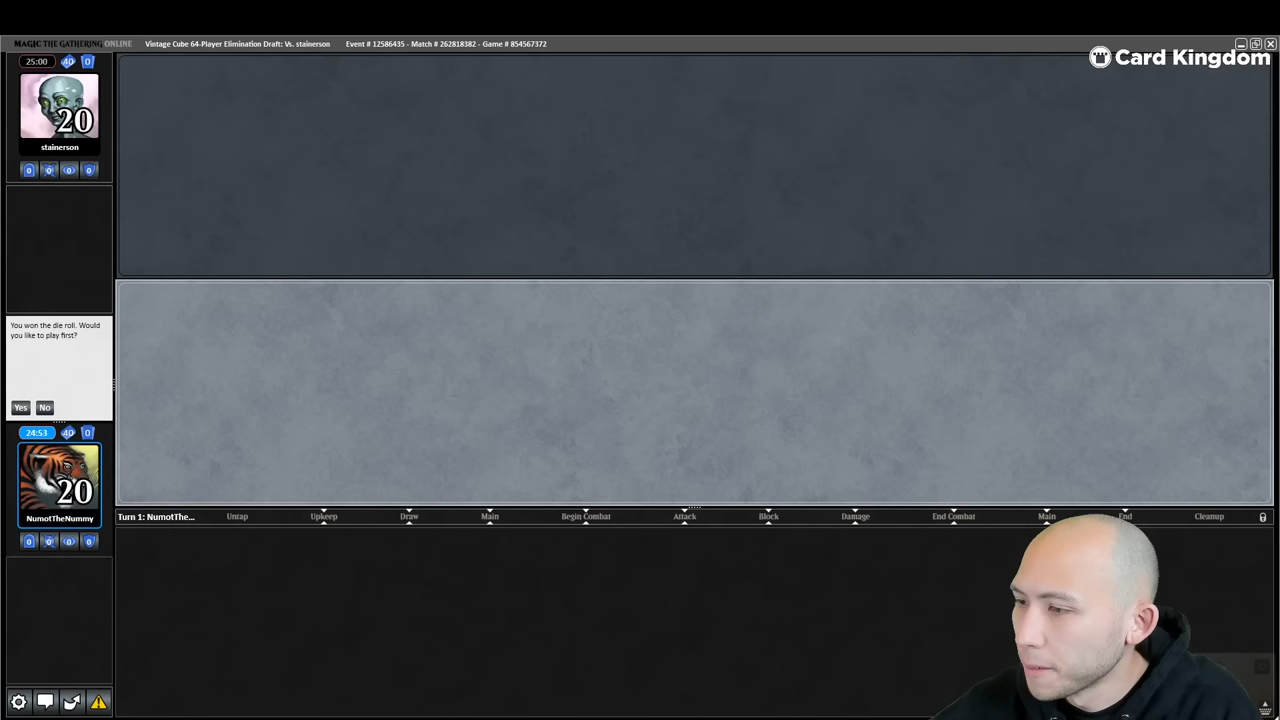 MAGIC THE GATHERING ONLINE Vintage Cube 64-Player Elimination Draft: Vs. stainerson Event # 12586435 - Match # 262818382 - Game # 854567372
Card Kingdom
25:00 40 0
20
stainerson
0 0 0 0
You won the die roll. Would
you like to play first?
Yes No
24:53 40 0
20
NumotTheNummy
Turn 1: NumotThe... Untap Upkeep Draw Main Begin Combat Attack Block Damage End Combat Main End Cleanup
0 0 0 0